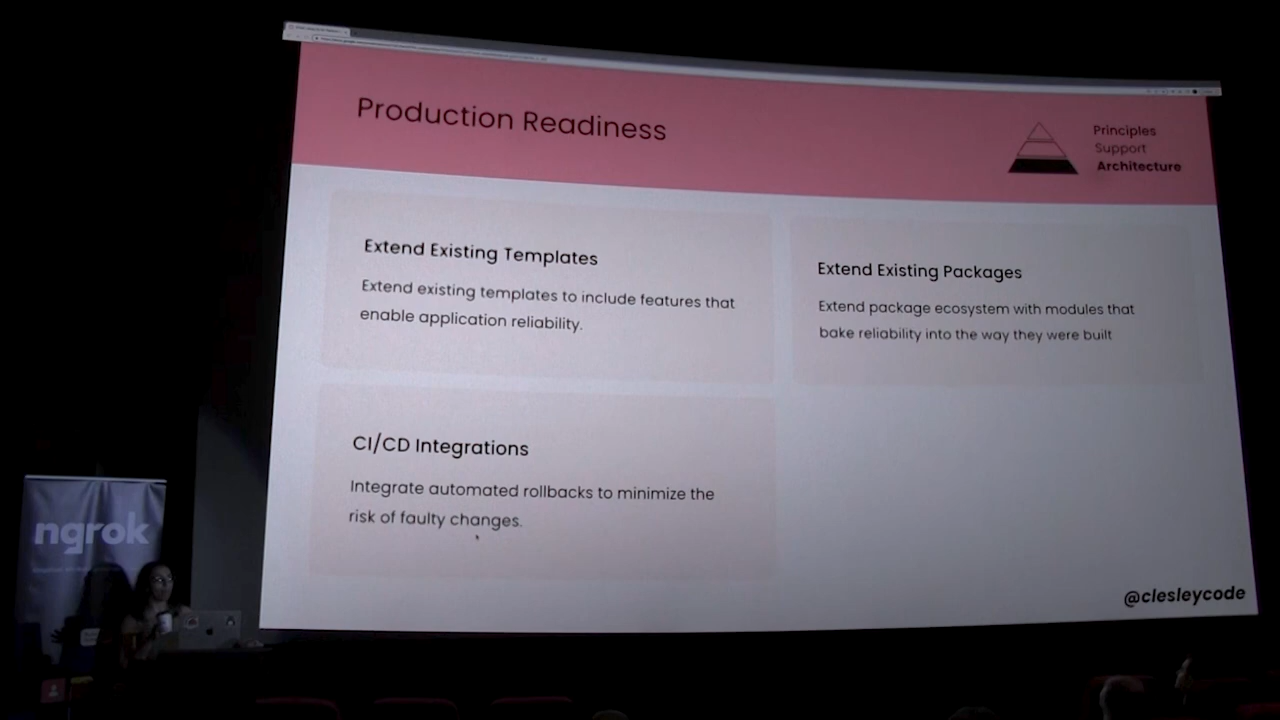 Production Readiness
Principles
Support
Architecture
Extend Existing Templates
Extend existing templates to include features that
enable application reliability.
Extend Existing Packages
Extend package ecosystem with modules that
bake reliability into the way they were built
CI/CD Integrations
Integrate automated rollbacks to minimize the
risk of faulty changes.
@clesleycode
ngrok